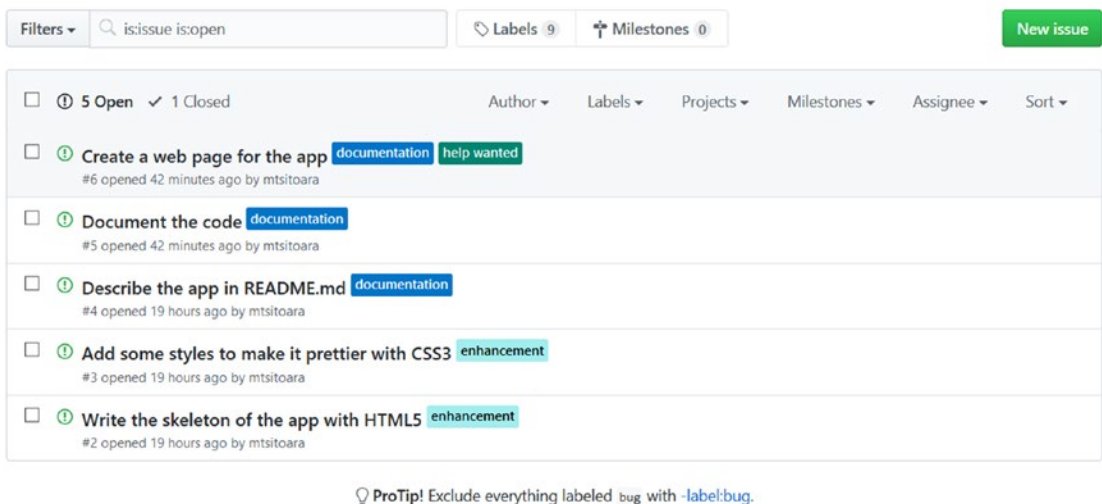 Filters is:issue is:open Labels 9 Milestones 0 New issue
5 Open 1 Closed Author Labels Projects Milestones Assignee Sort
Create a web page for the app documentation help wanted
#6 opened 42 minutes ago by mtsitoara
Document the code documentation
#5 opened 42 minutes ago by mtsitoara
Describe the app in README.md documentation
#4 opened 19 hours ago by mtsitoara
Add some styles to make it prettier with CSS3 enhancement
#3 opened 19 hours ago by mtsitoara
Write the skeleton of the app with HTML5 enhancement
#2 opened 19 hours ago by mtsitoara
ProTip! Exclude everything labeled bug with -label:bug.